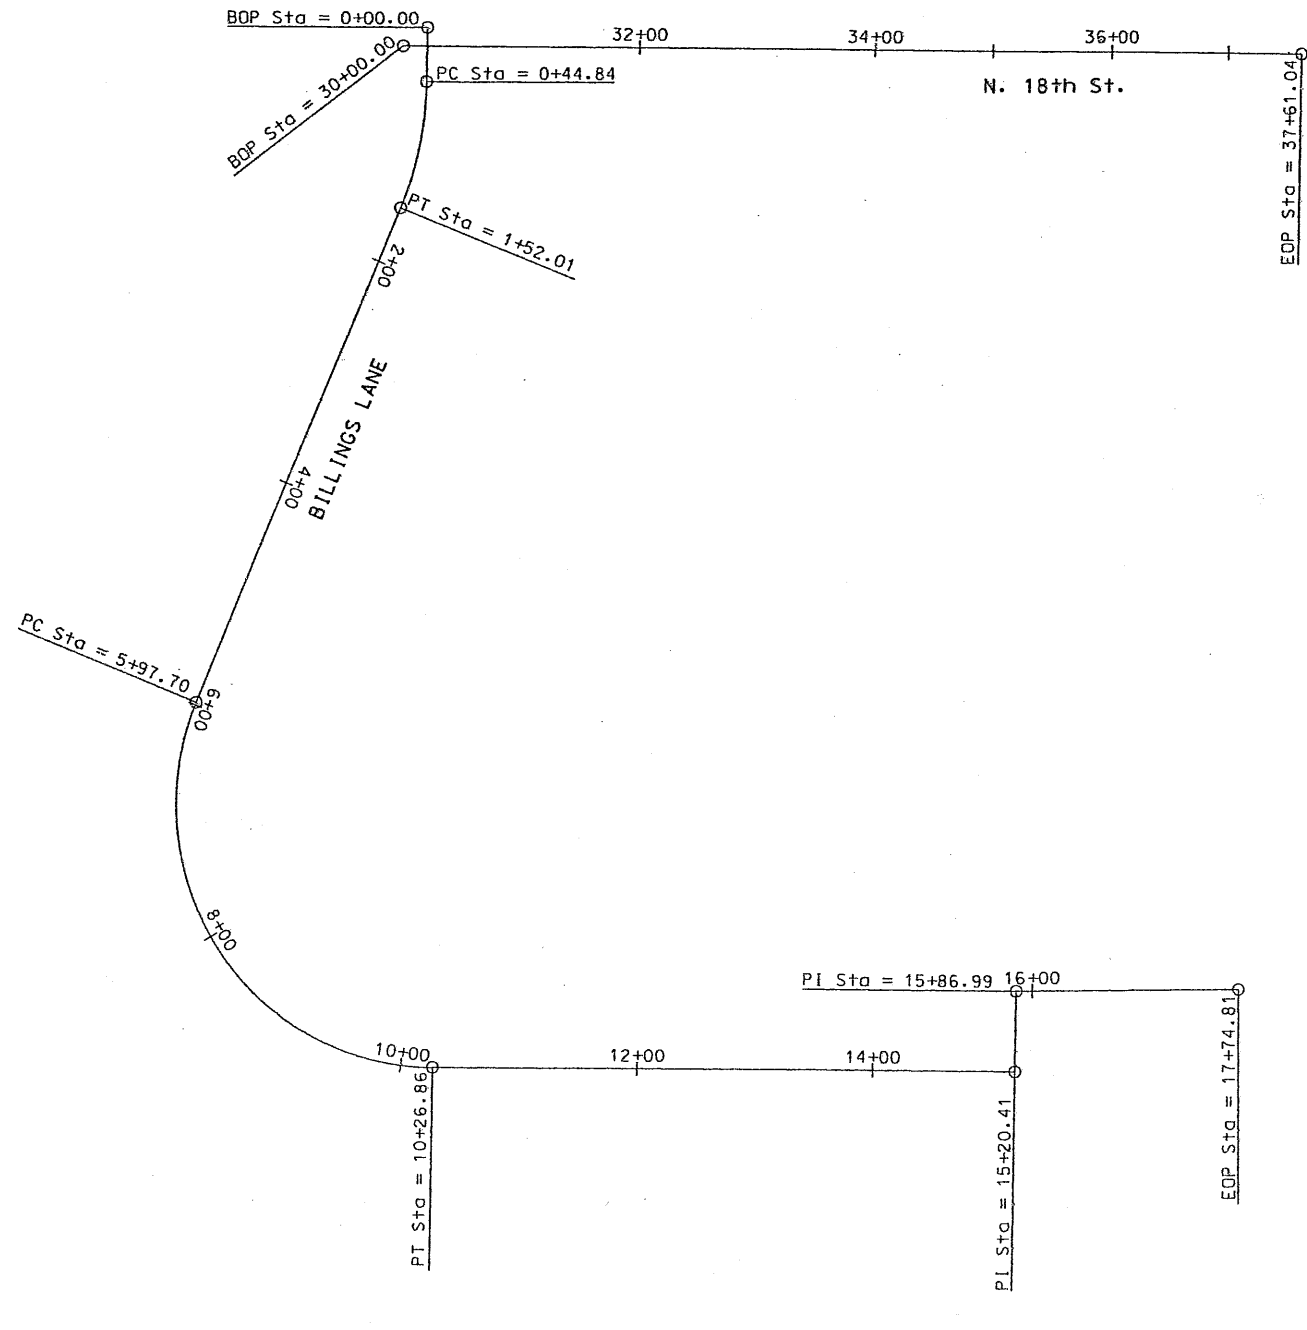 BOP Sta = 0+00.00
BOP Sta = 30+00.00
32+00
34+00
36+00
PC Sta = 0+44.84
N. 18th St.
EOP Sta = 37+61.04
PT Sta = 1+52.01
2+00
BILLINGS LANE
4+00
PC Sta = 5+97.70
6+00
8+00
PI Sta = 15+86.99
16+00
10+00
12+00
14+00
PT Sta = 10+26.86
PI Sta = 15+20.41
EOP Sta = 17+74.81